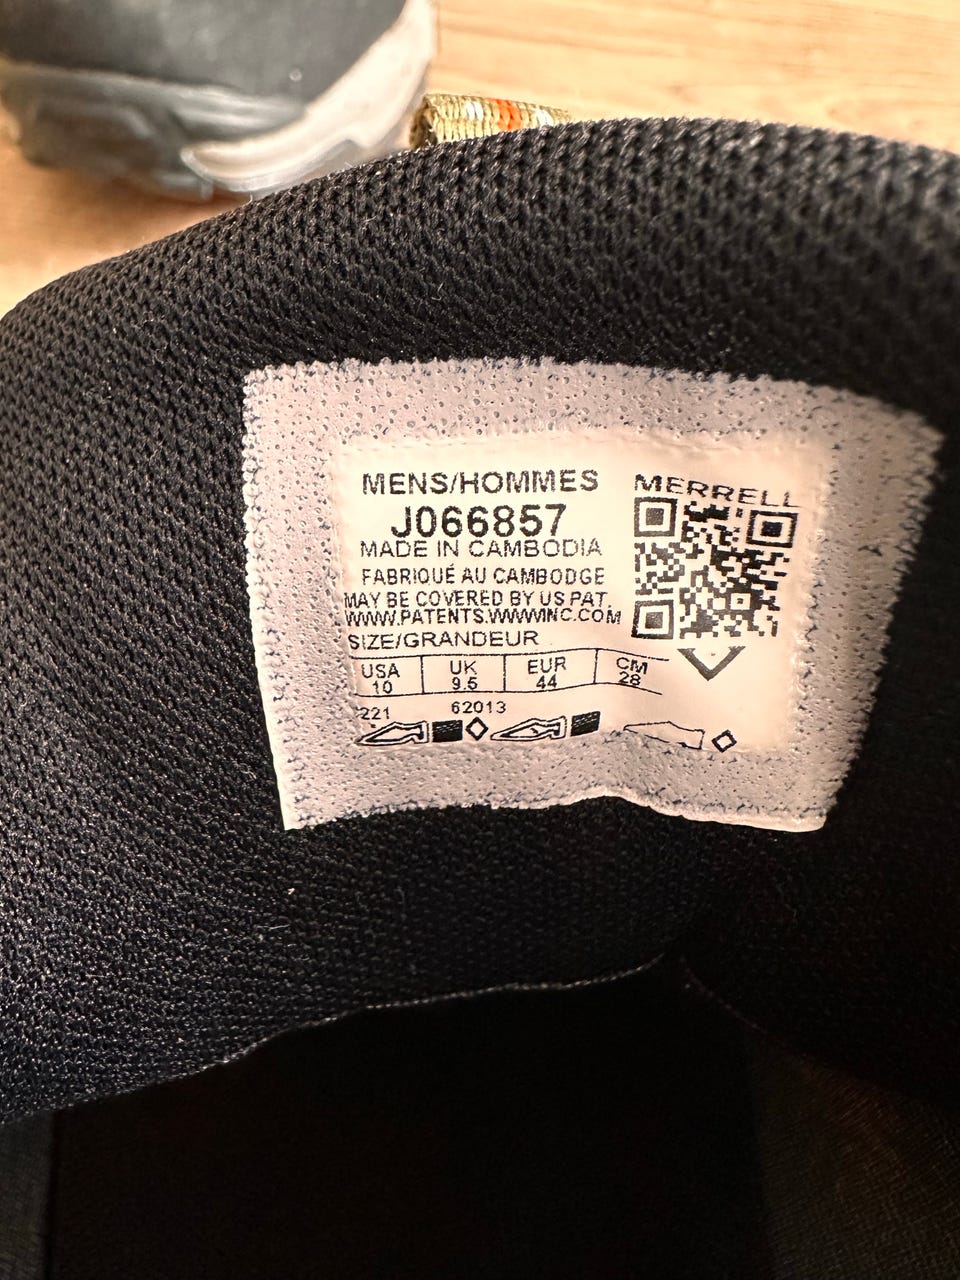 MENS/HOMMES
MERRELL
J066857
MADE IN CAMBODIA
FABRIQUÉ AU CAMBODGE
MAY BE COVERED BY US PAT.
WWW.PATENTS.WWWINC.COM
SIZE/GRANDEUR
USA UK EUR CM
10 9.5 44 28
221 62013